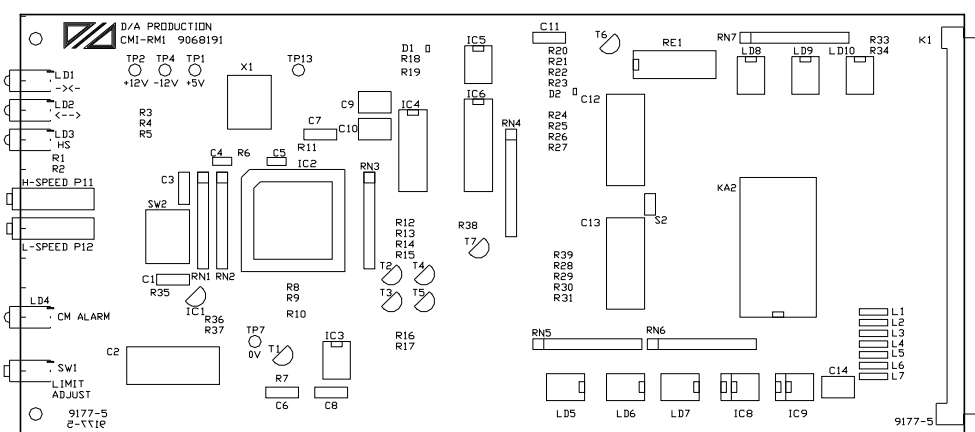 D/A PRODUCTION
CMI-RM1 9068191
TP2 TP4 TP1
+12V -12V +5V
TP13
X1
D1
R18
R19
IC5
C11
R20
R21
R22
R23
D2
T6
RE1
RN7
LD8 LD9 LD10
R33
R34
K1
LD1
-><-
LD2
<-->
LD3
HS
R1
R2
R3
R4
R5
C9
C10
C7
R11
IC4
IC6
RN4
C12
R24
R25
R26
R27
H-SPEED P11
L-SPEED P12
C4 R6 C5
IC2
RN3
C3
SW2
C1
R35
RN1 RN2
IC1
R36
R37
R8
R9
R10
R12
R13
R14
R15
T2 T4
T3 T5
R16
R17
R38
T7
C13
S2
KA2
R39
R28
R29
R30
R31
LD4
CM ALARM
SW1
LIMIT
ADJUST
C2
TP7
0V
T1
IC3
R7
C6 C8
RN5 RN6
LD5 LD6 LD7 IC8 IC9
C14
L1
L2
L3
L4
L5
L6
L7
9177-5
9177-5
9177-5